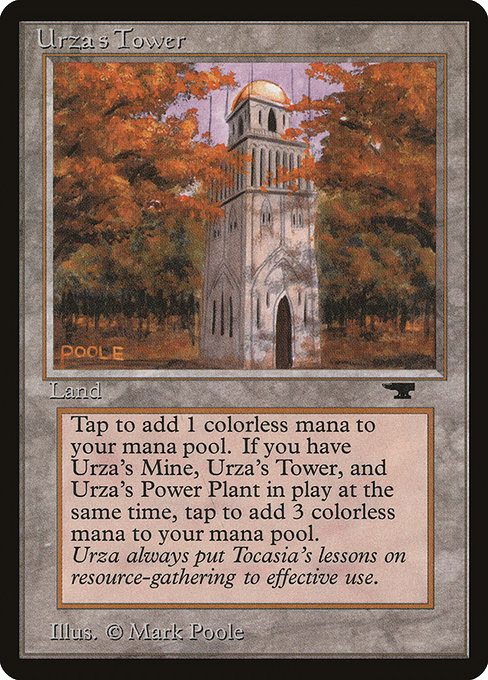 Urza's Tower
POOLE
Land
Tap to add 1 colorless mana to
your mana pool. If you have
Urza's Mine, Urza's Tower, and
Urza's Power Plant in play at the
same time, tap to add 3 colorless
mana to your mana pool.
Urza always put Tocasia's lessons on
resource-gathering to effective use.
Illus. © Mark Poole